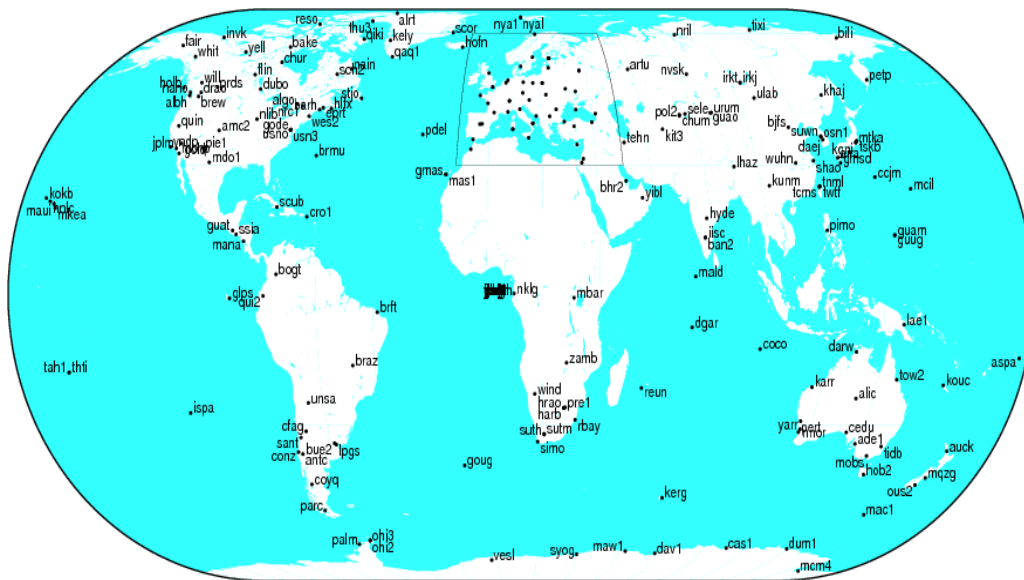 alrt
reso
thu3
qiki
kely
qaq1
scor
hofn
nya1
nyal
nril
tixi
bili
invk
fair
whit
yell
bake
chur
flin
dubo
sch2
nain
stjo
artu
nvsk
irkt
irkj
petp
ulab
khaj
holb
will
nano
drao
prds
albh
brew
algo
nrc1
nlib
hlfx
wes2
gode
usno
usn3
quin
amc2
jplm
pie1
mdo1
brmu
pdel
pol2
sele
urum
chum
guao
kit3
tehn
bjfs
suwn
osn1
daej
mtka
tskb
gmas
mas1
bhr2
yibl
lhaz
wuhn
shao
kunm
tcms
tnml
twtf
ccjm
mcil
kokb
maui
mkea
scub
cro1
guat
ssia
mana
hyde
iisc
ban2
pimo
guam
guug
bogt
glps
qui2
nklg
mbar
mald
brft
dgar
lae1
tah1
thti
braz
zamb
coco
darw
aspa
ispa
unsa
wind
hrao
pre1
harb
reun
karr
alic
tow2
kouc
cfag
sant
conz
bue2
antc
lpgs
suth
sutm
rbay
simo
yarr
pert
cedu
ade1
tidb
mobs
hob2
auck
mqzg
ous2
coyq
parc
goug
kerg
mac1
palm
ohi3
ohi2
vesl
syog
maw1
dav1
cas1
dum1
mcm4